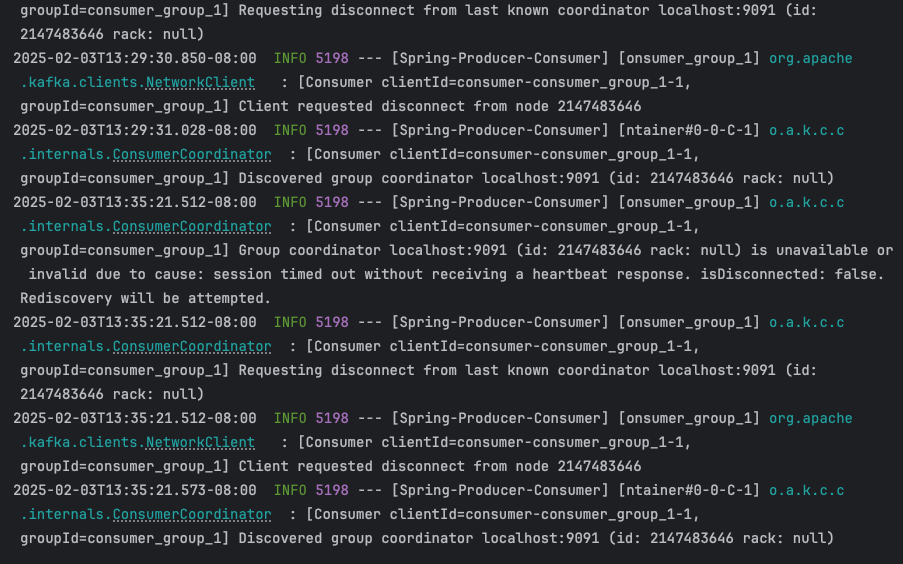 groupId=consumer_group_1] Requesting disconnect from last known coordinator localhost:9091 (id:
2147483646 rack: null)
2025-02-03T13:29:30.850-08:00  INFO 5198 --- [Spring-Producer-Consumer] [onsumer_group_1] org.apache
.kafka.clients.NetworkClient   : [Consumer clientId=consumer-consumer_group_1-1,
groupId=consumer_group_1] Client requested disconnect from node 2147483646
2025-02-03T13:29:31.028-08:00  INFO 5198 --- [Spring-Producer-Consumer] [ntainer#0-0-C-1] o.a.k.c.c
.internals.ConsumerCoordinator  : [Consumer clientId=consumer-consumer_group_1-1,
groupId=consumer_group_1] Discovered group coordinator localhost:9091 (id: 2147483646 rack: null)
2025-02-03T13:35:21.512-08:00  INFO 5198 --- [Spring-Producer-Consumer] [onsumer_group_1] o.a.k.c.c
.internals.ConsumerCoordinator  : [Consumer clientId=consumer-consumer_group_1-1,
groupId=consumer_group_1] Group coordinator localhost:9091 (id: 2147483646 rack: null) is unavailable or
invalid due to cause: session timed out without receiving a heartbeat response. isDisconnected: false.
Rediscovery will be attempted.
2025-02-03T13:35:21.512-08:00  INFO 5198 --- [Spring-Producer-Consumer] [onsumer_group_1] o.a.k.c.c
.internals.ConsumerCoordinator  : [Consumer clientId=consumer-consumer_group_1-1,
groupId=consumer_group_1] Requesting disconnect from last known coordinator localhost:9091 (id:
2147483646 rack: null)
2025-02-03T13:35:21.512-08:00  INFO 5198 --- [Spring-Producer-Consumer] [onsumer_group_1] org.apache
.kafka.clients.NetworkClient   : [Consumer clientId=consumer-consumer_group_1-1,
groupId=consumer_group_1] Client requested disconnect from node 2147483646
2025-02-03T13:35:21.573-08:00  INFO 5198 --- [Spring-Producer-Consumer] [ntainer#0-0-C-1] o.a.k.c.c
.internals.ConsumerCoordinator  : [Consumer clientId=consumer-consumer_group_1-1,
groupId=consumer_group_1] Discovered group coordinator localhost:9091 (id: 2147483646 rack: null)